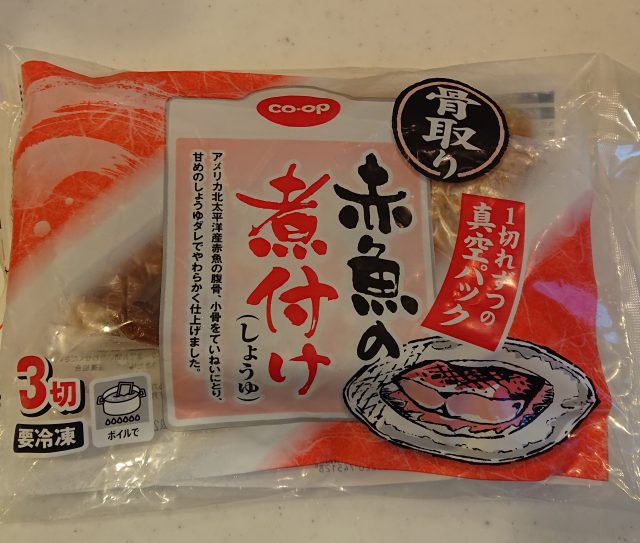 co·op
骨取り
赤魚の
煮付け
(しょうゆ)
アメリカ北太平洋産赤魚の腹骨、小骨をていねいにとり、
甘めのしょうゆダレでやわらかく仕上げました。
1切れずつの
真空パック
3切
要冷凍
ボイルで